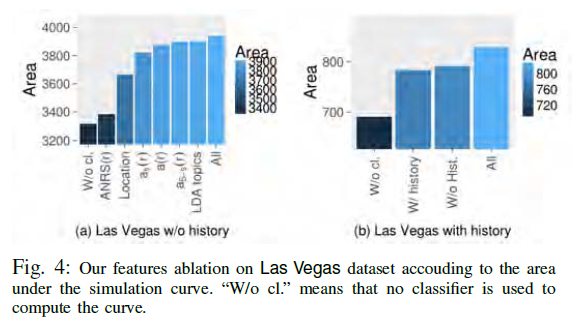 4000
3800
3600
3400
3200
Area
Area
3900
3800
3700
3600
3500
3400
W/o cl.
ANRS(r)
Location
a(r)
LDA topics
All
(a) Las Vegas w/o history
800
700
Area
Area
800
760
720
W/o cl.
W/ history
W/o Hist.
All
(b) Las Vegas with history
Fig. 4: Our features ablation on Las Vegas dataset accouding to the area
under the simulation curve. “W/o cl.” means that no classifier is used to
compute the curve.